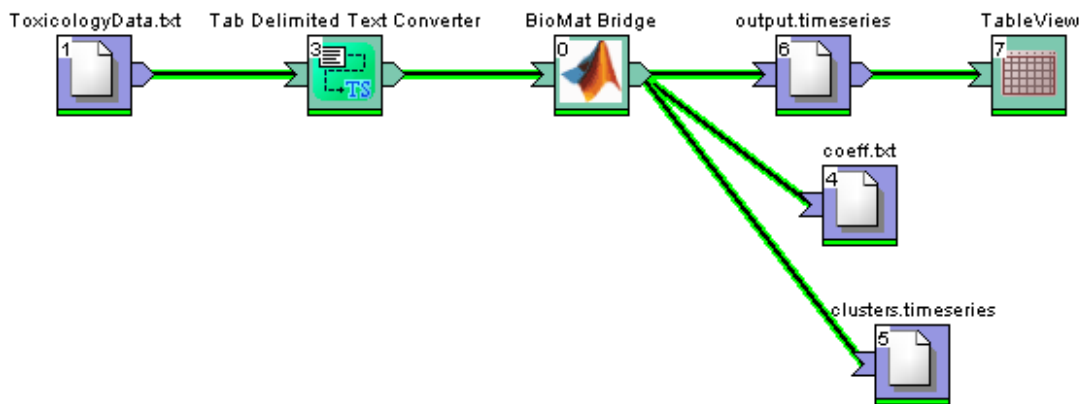 ToxicologyData.txt Tab Delimited Text Converter BioMat Bridge output.timeseries TableView
1 3 0 6 7
TS
coeff.txt
4
clusters.timeseries
5